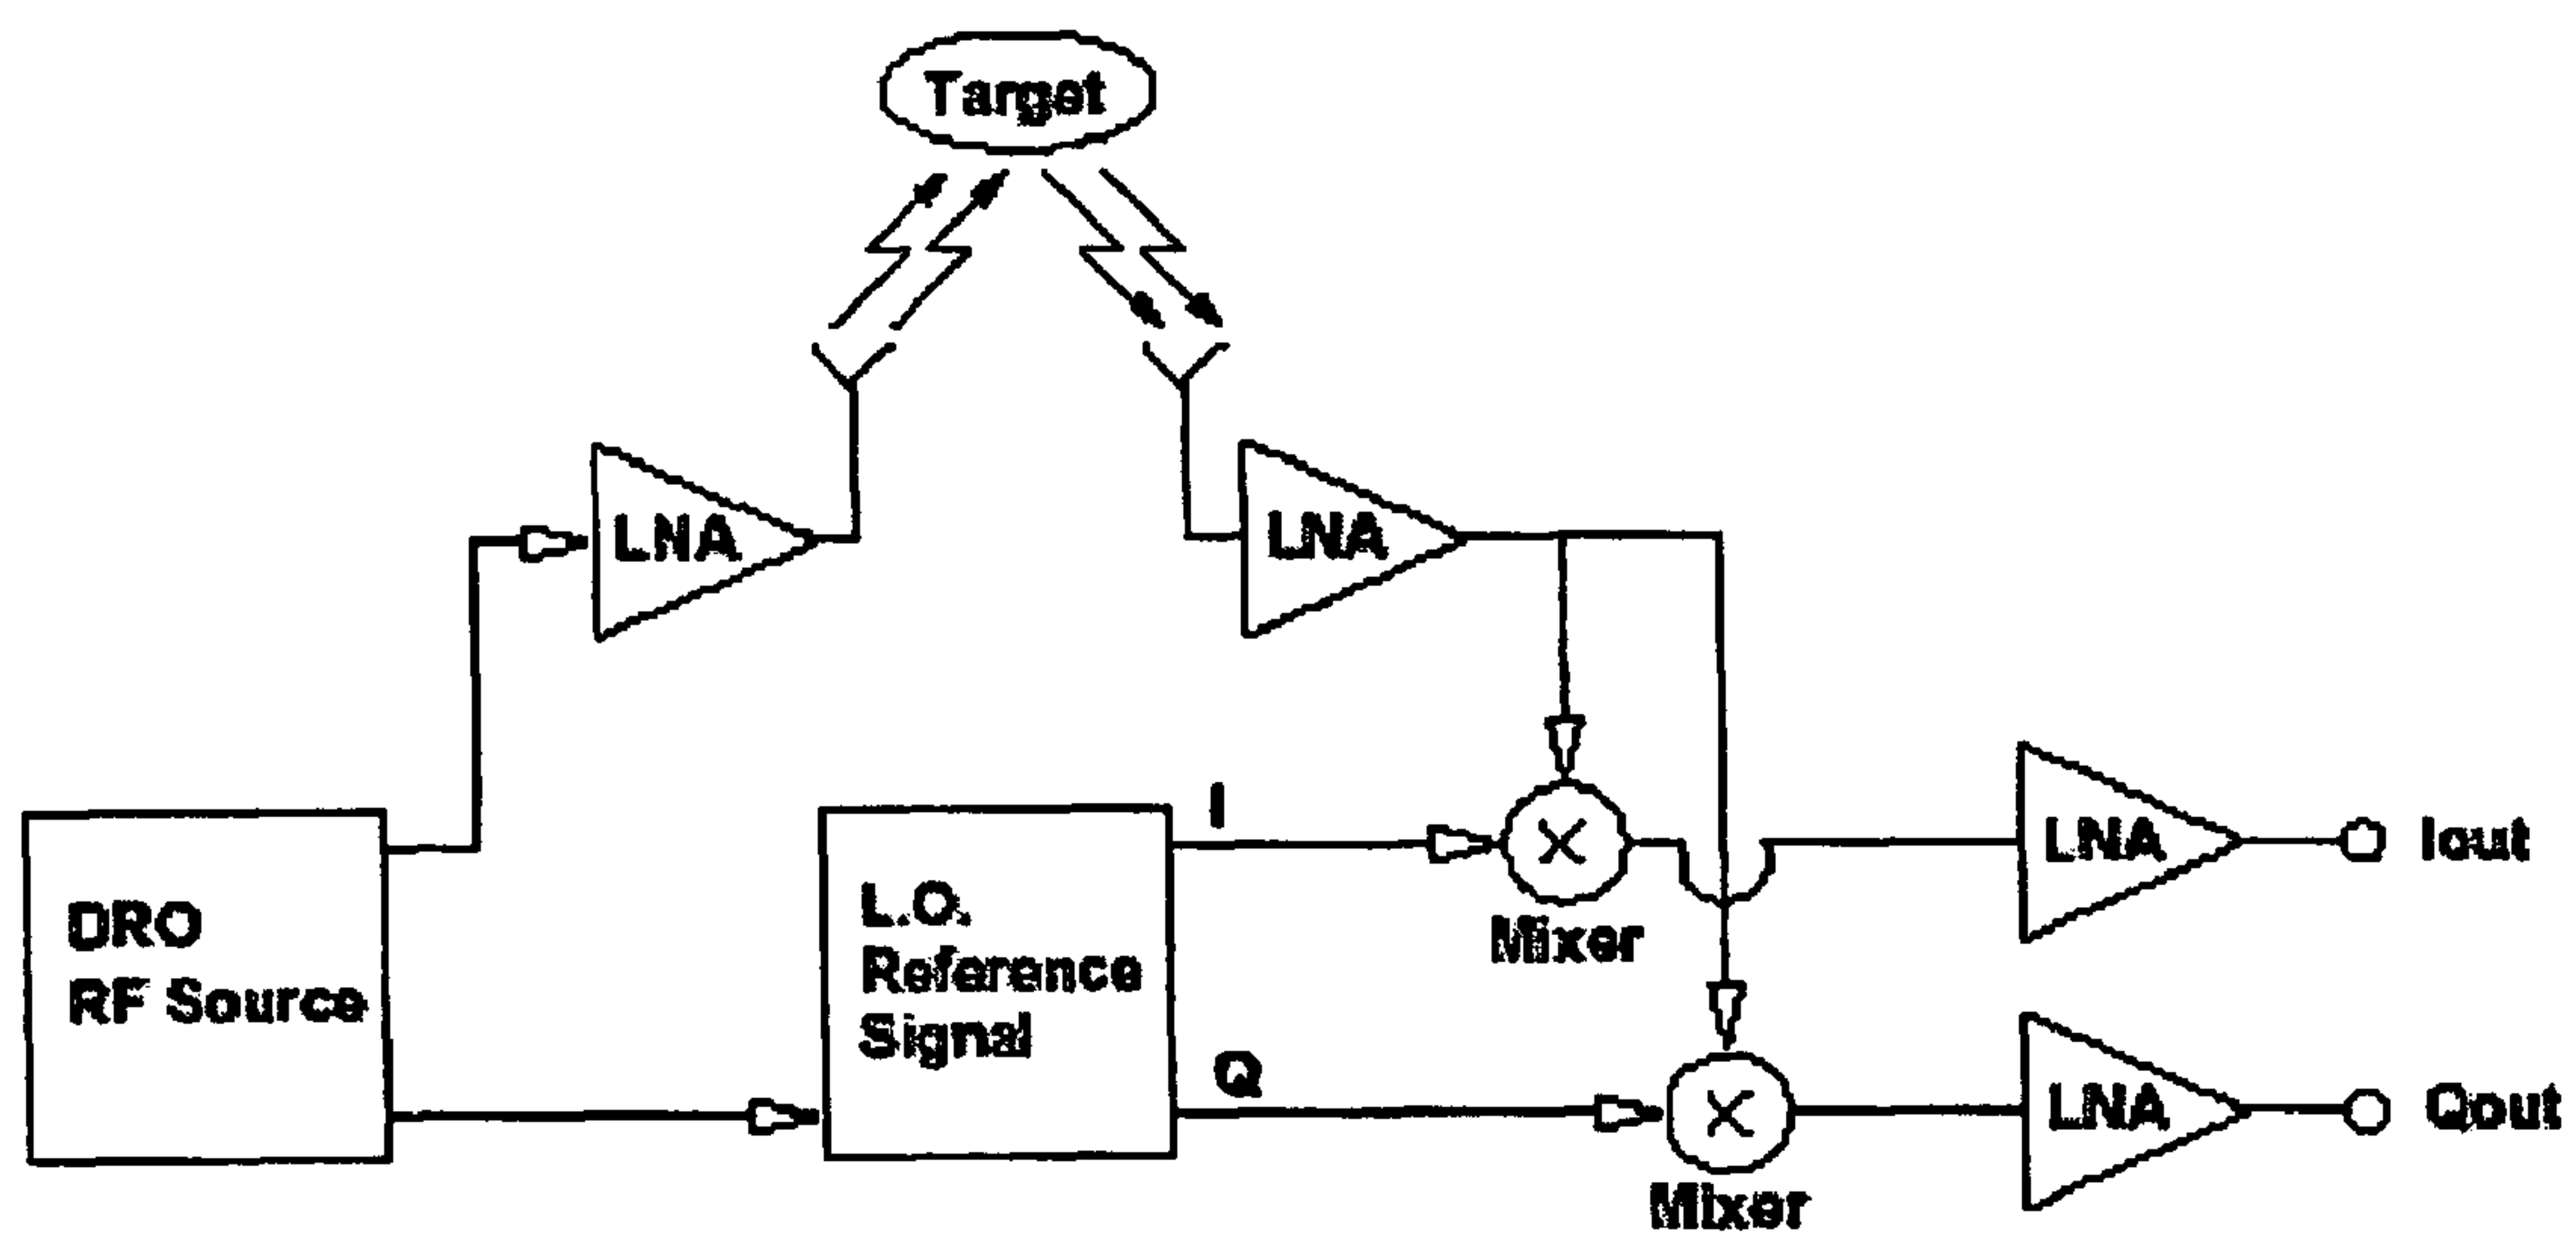 Target
LNA
LNA
I
LNA
Iout
DRO
RF Source
L.O.
Reference
Signal
Mixer
Q
LNA
Qout
Mixer